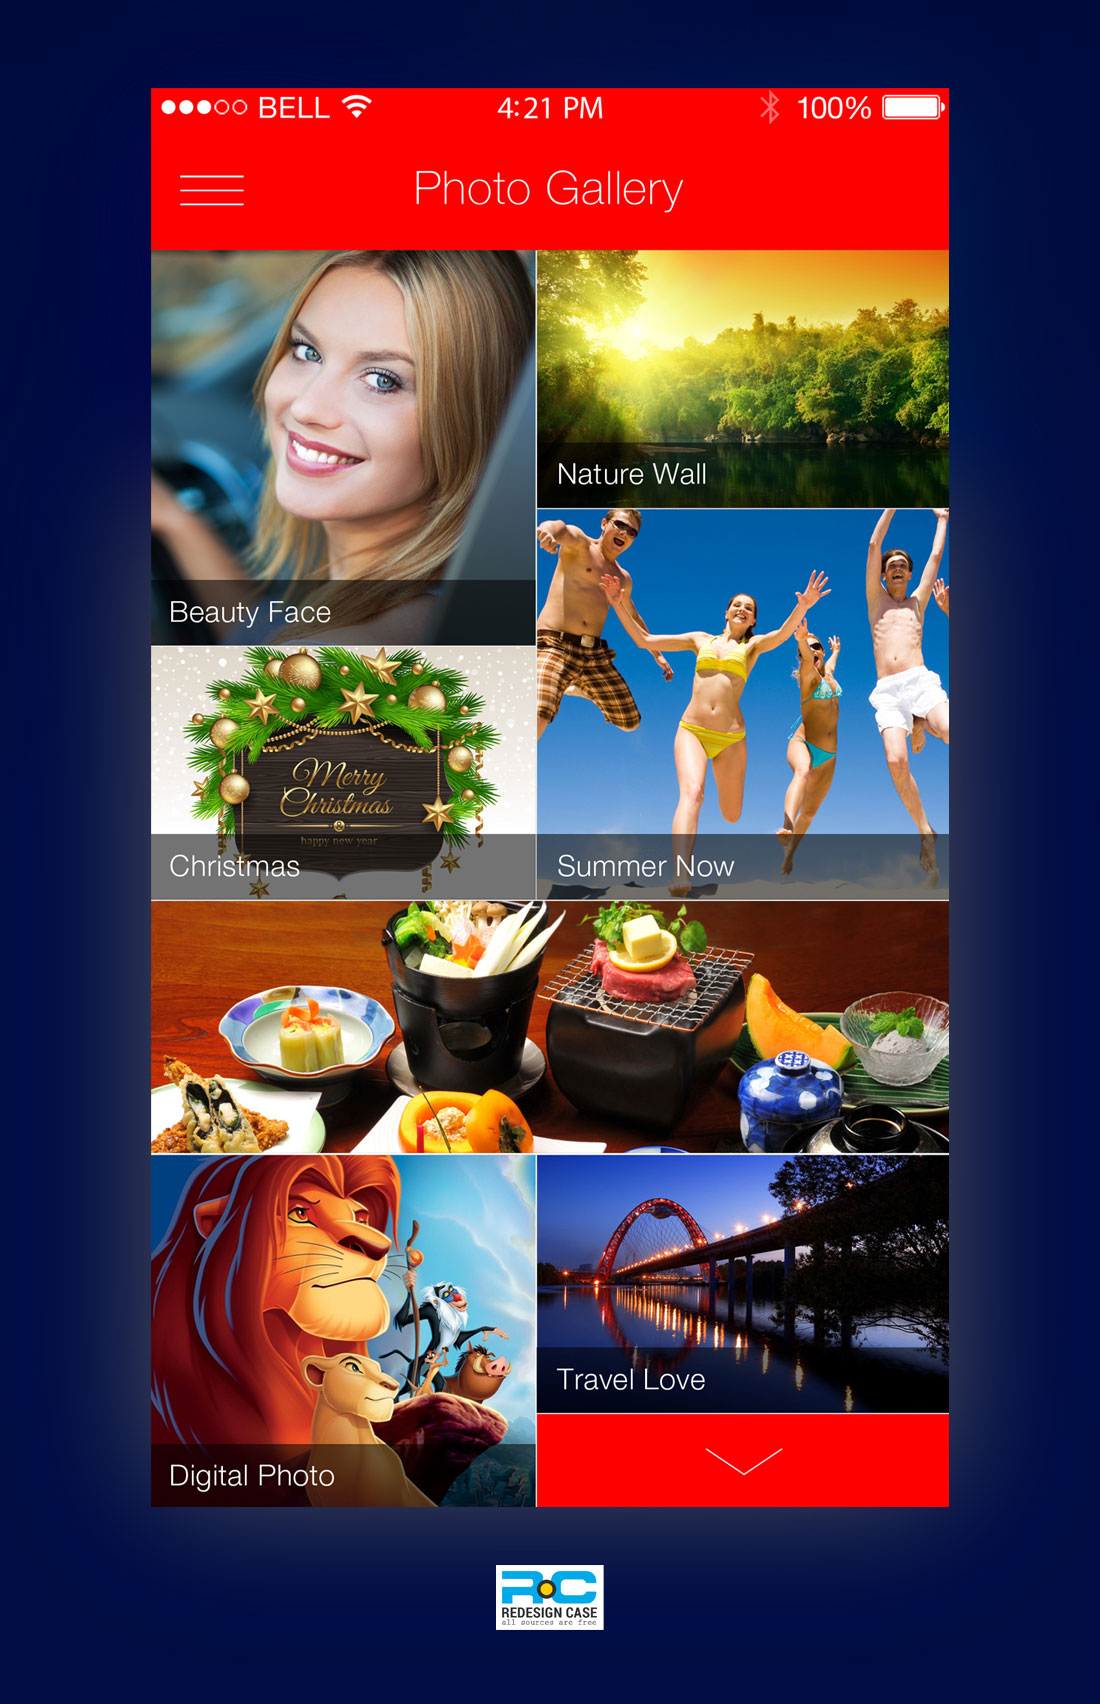 BELL 4:21 PM 100%
Photo Gallery
Beauty Face
Nature Wall
Merry
Christmas
happy new year
Christmas
Summer Now
Digital Photo
Travel Love
RC
REDESIGN CASE
all sources are free